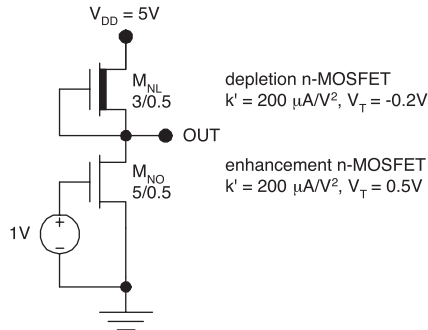 V_DD = 5V
M_NL
3/0.5
depletion n-MOSFET
k' = 200 μA/V², V_T = -0.2V
OUT
M_NO
5/0.5
enhancement n-MOSFET
k' = 200 μA/V², V_T = 0.5V
1V
+
−